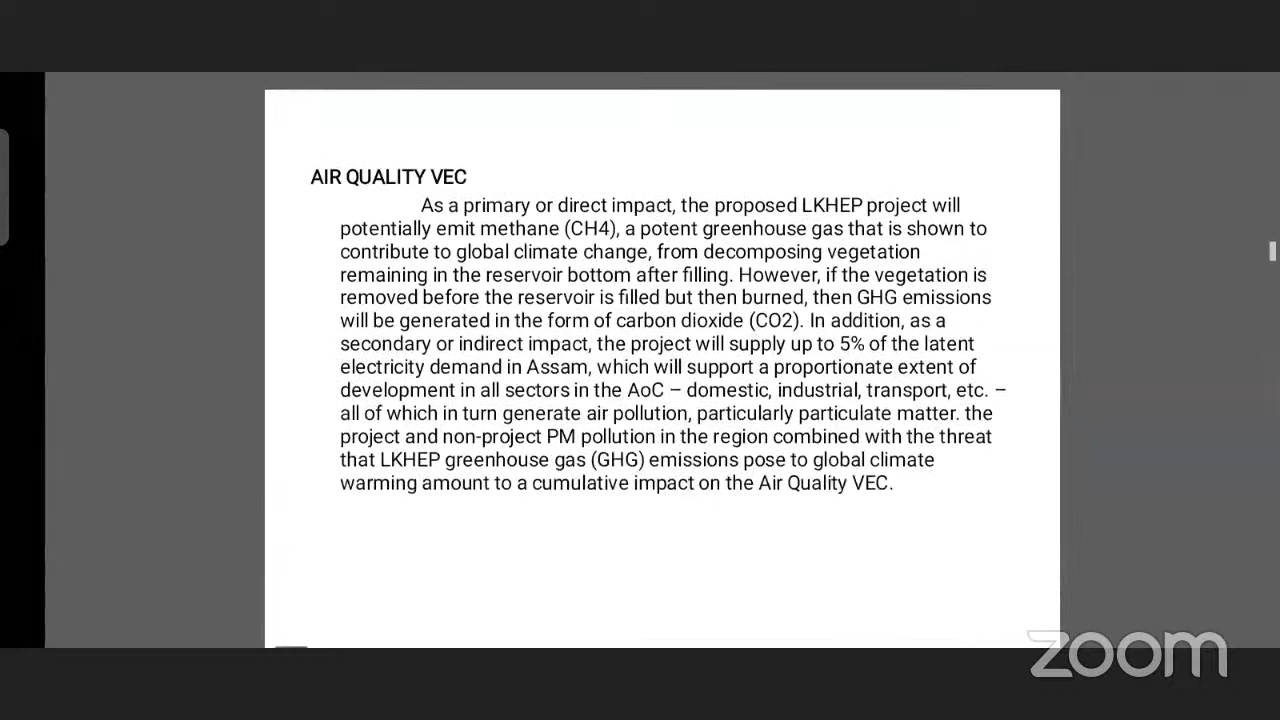 AIR QUALITY VEC
As a primary or direct impact, the proposed LKHEP project will
potentially emit methane (CH4), a potent greenhouse gas that is shown to
contribute to global climate change, from decomposing vegetation
remaining in the reservoir bottom after filling. However, if the vegetation is
removed before the reservoir is filled but then burned, then GHG emissions
will be generated in the form of carbon dioxide (CO2). In addition, as a
secondary or indirect impact, the project will supply up to 5% of the latent
electricity demand in Assam, which will support a proportionate extent of
development in all sectors in the AoC – domestic, industrial, transport, etc. –
all of which in turn generate air pollution, particularly particulate matter. the
project and non-project PM pollution in the region combined with the threat
that LKHEP greenhouse gas (GHG) emissions pose to global climate
warming amount to a cumulative impact on the Air Quality VEC.
zoom